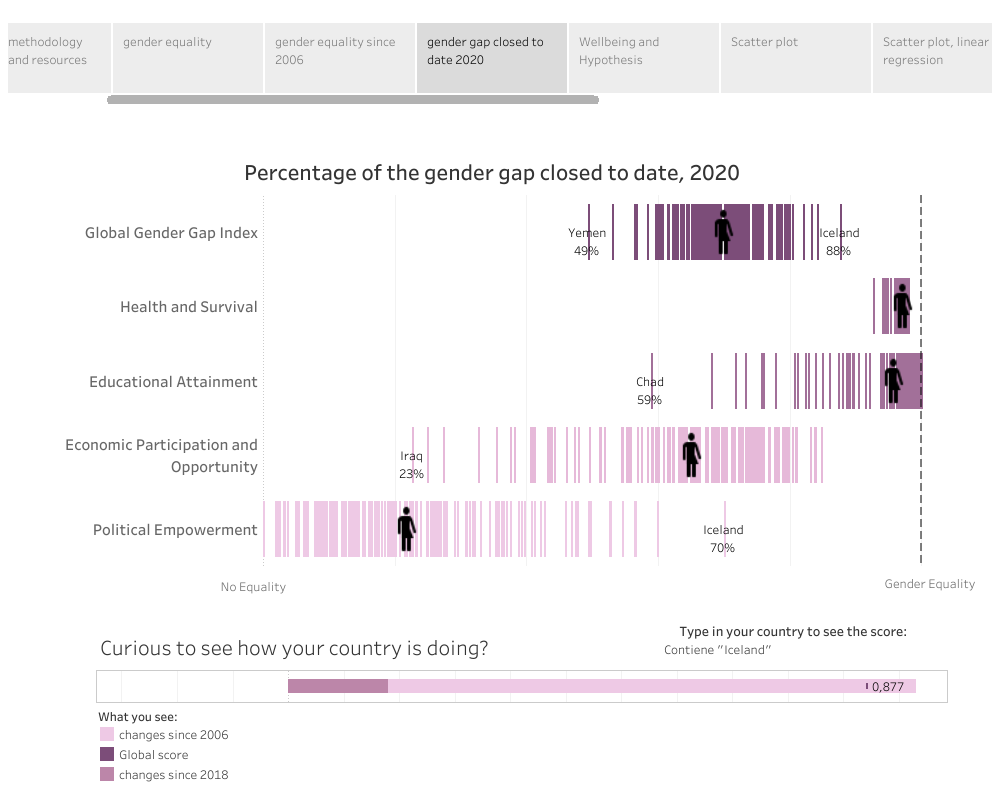 methodology
and resources
gender equality
gender equality since
2006
gender gap closed to
date 2020
Wellbeing and
Hypothesis
Scatter plot
Scatter plot, linear
regression
Percentage of the gender gap closed to date, 2020
Global Gender Gap Index
Yemen
49%
Iceland
88%
Health and Survival
Educational Attainment
Chad
59%
Economic Participation and
Opportunity
Iraq
23%
Political Empowerment
Iceland
70%
No Equality
Gender Equality
Curious to see how your country is doing?
Type in your country to see the score:
Contiene "Iceland"
0,877
What you see:
changes since 2006
Global score
changes since 2018